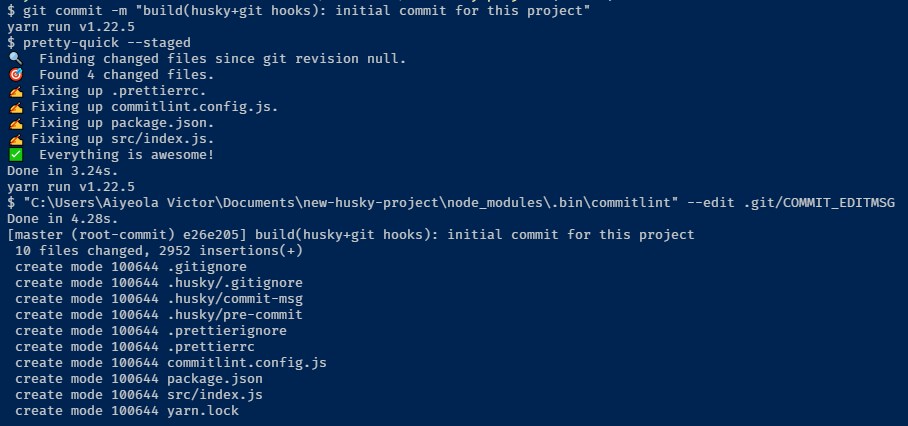 $ git commit -m "build(husky+git hooks): initial commit for this project"
yarn run v1.22.5
$ pretty-quick --staged
🔍  Finding changed files since git revision null.
🎯  Found 4 changed files.
✍️ Fixing up .prettierrc.
✍️ Fixing up commitlint.config.js.
✍️ Fixing up package.json.
✍️ Fixing up src/index.js.
✅  Everything is awesome!
Done in 3.24s.
yarn run v1.22.5
$ "C:\Users\Aiyeola Victor\Documents\new-husky-project\node_modules\.bin\commitlint" --edit .git/COMMIT_EDITMSG
Done in 4.28s.
[master (root-commit) e26e205] build(husky+git hooks): initial commit for this project
 10 files changed, 2952 insertions(+)
 create mode 100644 .gitignore
 create mode 100644 .husky/.gitignore
 create mode 100644 .husky/commit-msg
 create mode 100644 .husky/pre-commit
 create mode 100644 .prettierignore
 create mode 100644 .prettierrc
 create mode 100644 commitlint.config.js
 create mode 100644 package.json
 create mode 100644 src/index.js
 create mode 100644 yarn.lock